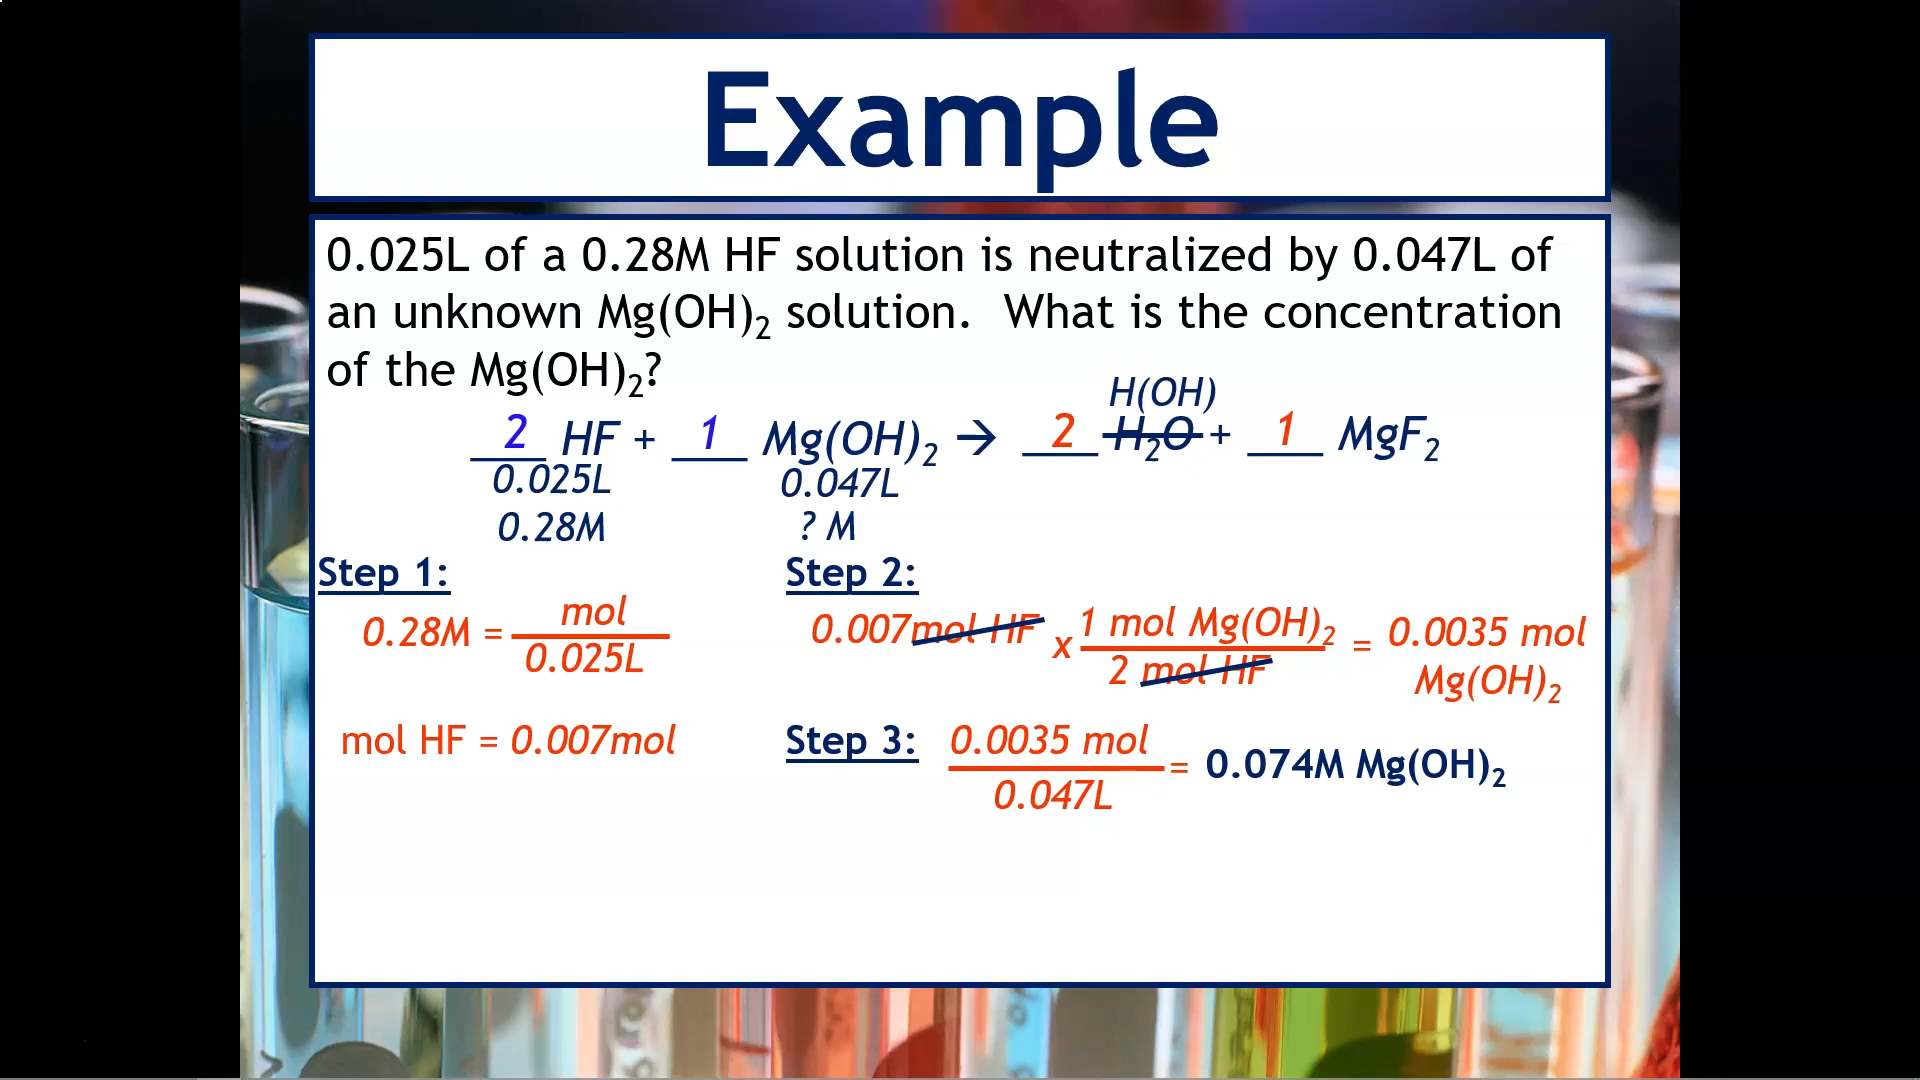 Example
0.025L of a 0.28M HF solution is neutralized by 0.047L of
an unknown Mg(OH)₂ solution. What is the concentration
of the Mg(OH)₂?
H(OH)
2 HF + 1 Mg(OH)₂ → 2 H₂O + 1 MgF₂
0.025L 0.047L
0.28M ? M
Step 1:
0.28M = mol
0.025L
mol HF = 0.007mol
Step 2:
0.007mol HF x 1 mol Mg(OH)₂ = 0.0035 mol
2 mol HF Mg(OH)₂
Step 3: 0.0035 mol = 0.074M Mg(OH)₂
0.047L